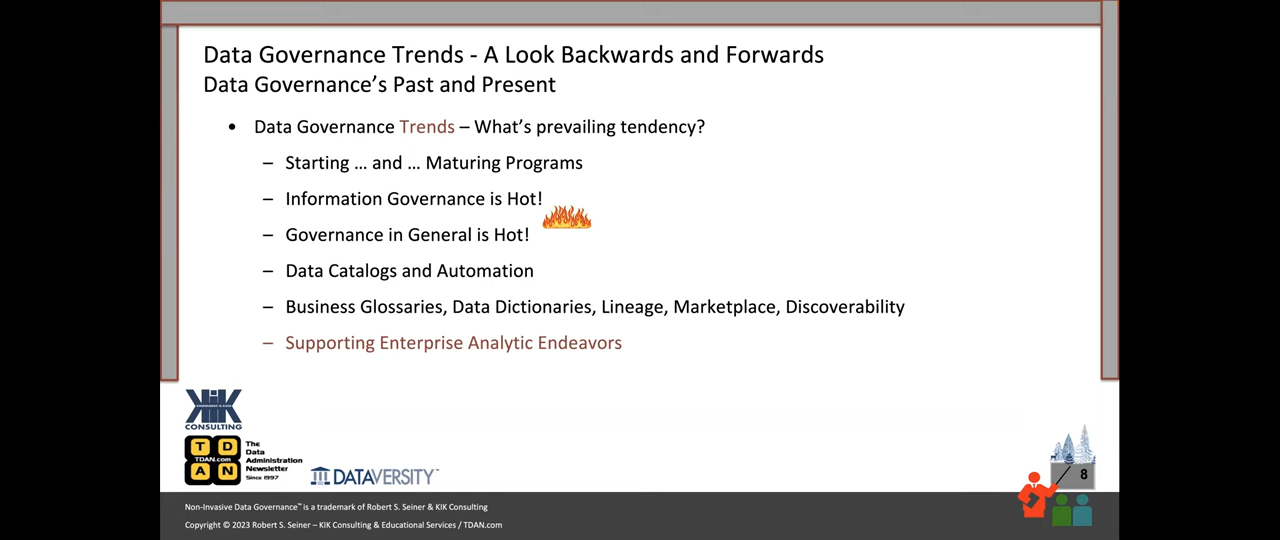 Data Governance Trends - A Look Backwards and Forwards
Data Governance’s Past and Present
• Data Governance Trends – What’s prevailing tendency?
– Starting … and … Maturing Programs
– Information Governance is Hot!
– Governance in General is Hot!
– Data Catalogs and Automation
– Business Glossaries, Data Dictionaries, Lineage, Marketplace, Discoverability
– Supporting Enterprise Analytic Endeavors
KIK
CONSULTING
T D
TDAN.com
A N
The
Data
Administration
Newsletter
Since 1997
DATAVERSITY™
8
Non-Invasive Data Governance™ is a trademark of Robert S. Seiner & KIK Consulting
Copyright © 2023 Robert S. Seiner – KIK Consulting & Educational Services / TDAN.com